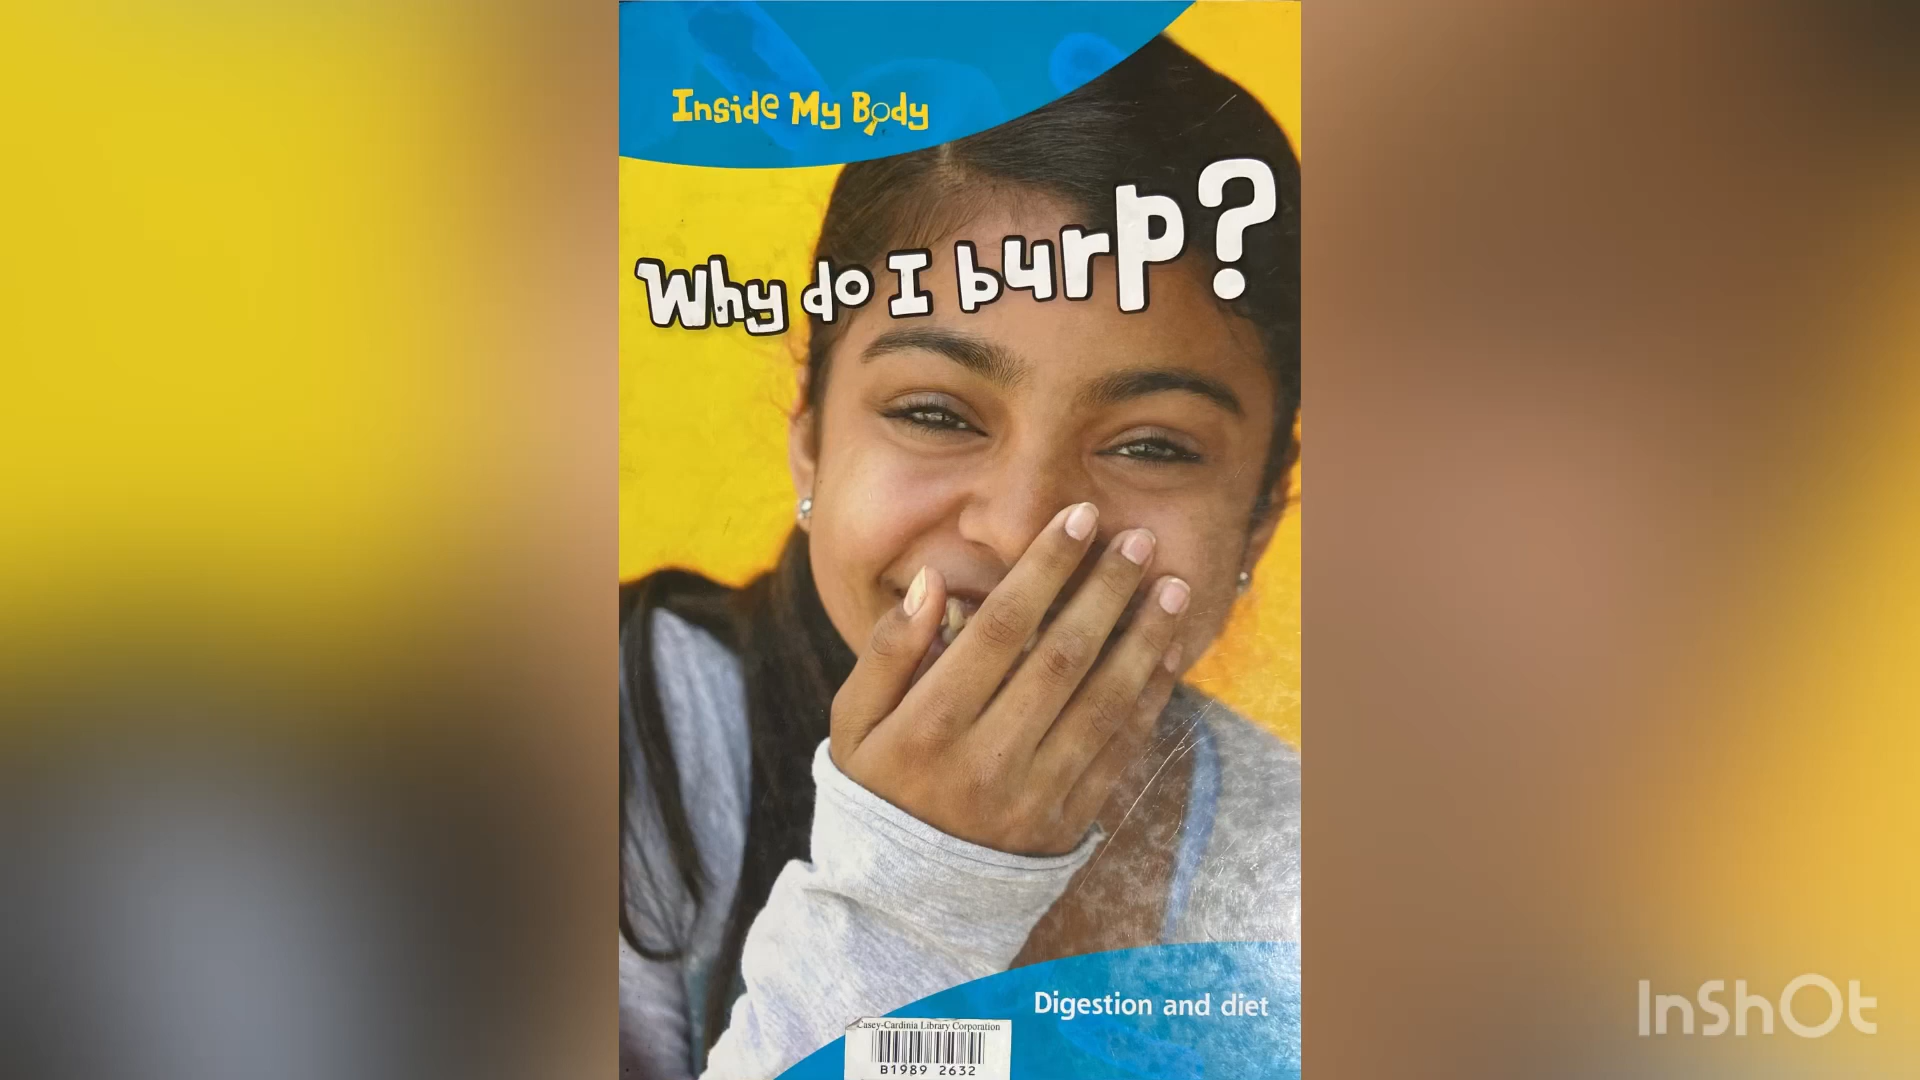 Inside My Body
Why do I burp?
Digestion and diet
Casey-Cardinia Library Corporation
B1989 2632
InShOt